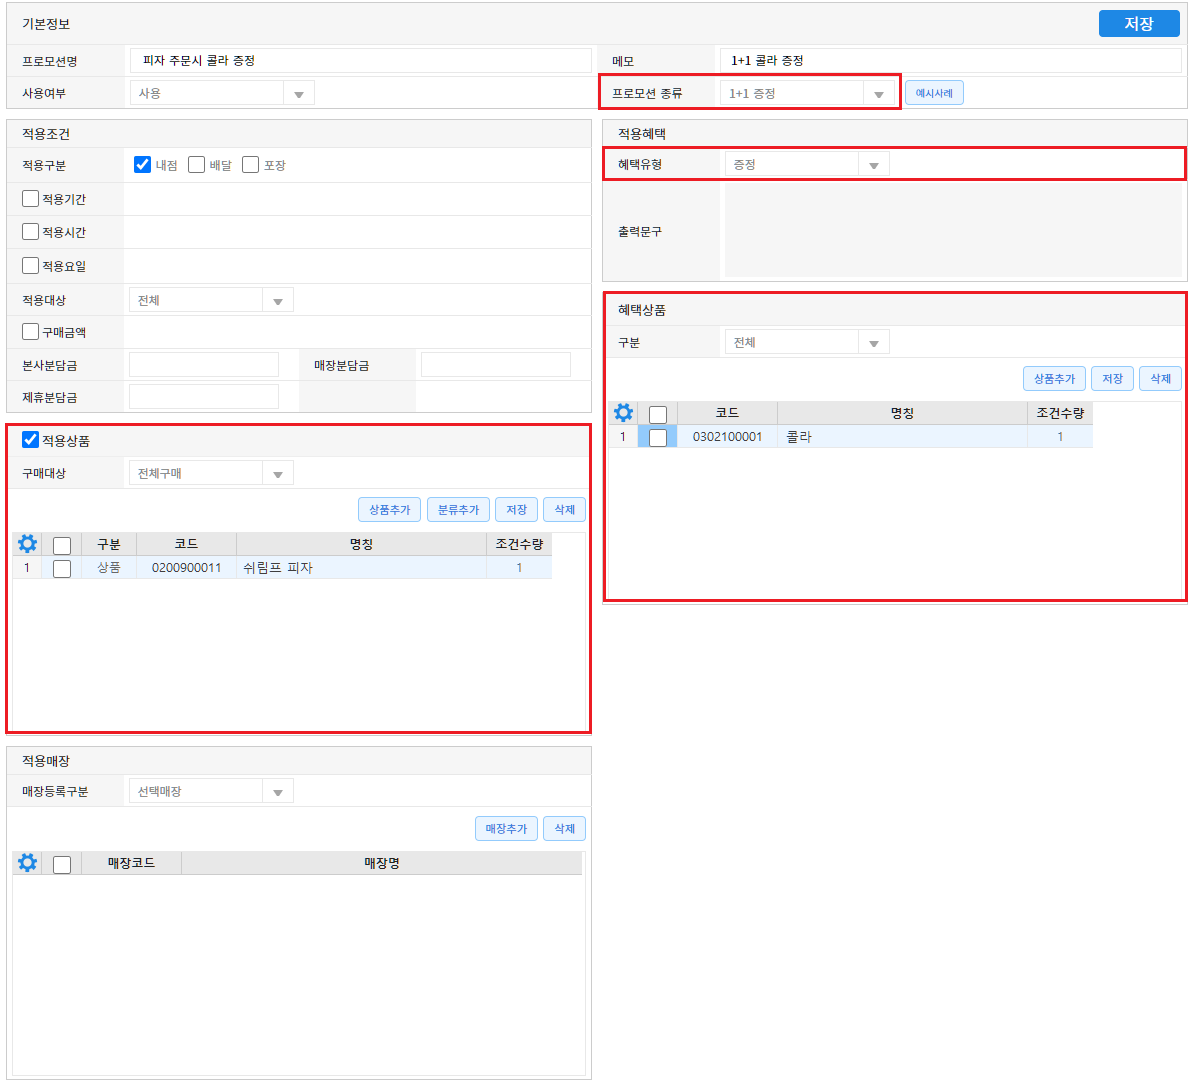 기본정보 저장
프로모션명 피자 주문시 콜라 증정 메모 1+1 콜라 증정
사용여부 사용 프로모션 종류 1+1 증정 예시사례
적용조건
적용구분 내점 배달 포장
적용기간
적용시간
적용요일
적용대상 전체
구매금액
본사분담금 매장분담금
제휴분담금
적용혜택
혜택유형 증정
출력문구
혜택상품
구분 전체
상품추가 저장 삭제
코드 명칭 조건수량
1 0302100001 콜라 1
적용상품
구매대상 전체구매
상품추가 분류추가 저장 삭제
구분 코드 명칭 조건수량
1 상품 0200900011 쉬림프 피자 1
적용매장
매장등록구분 선택매장
매장추가 삭제
매장코드 매장명